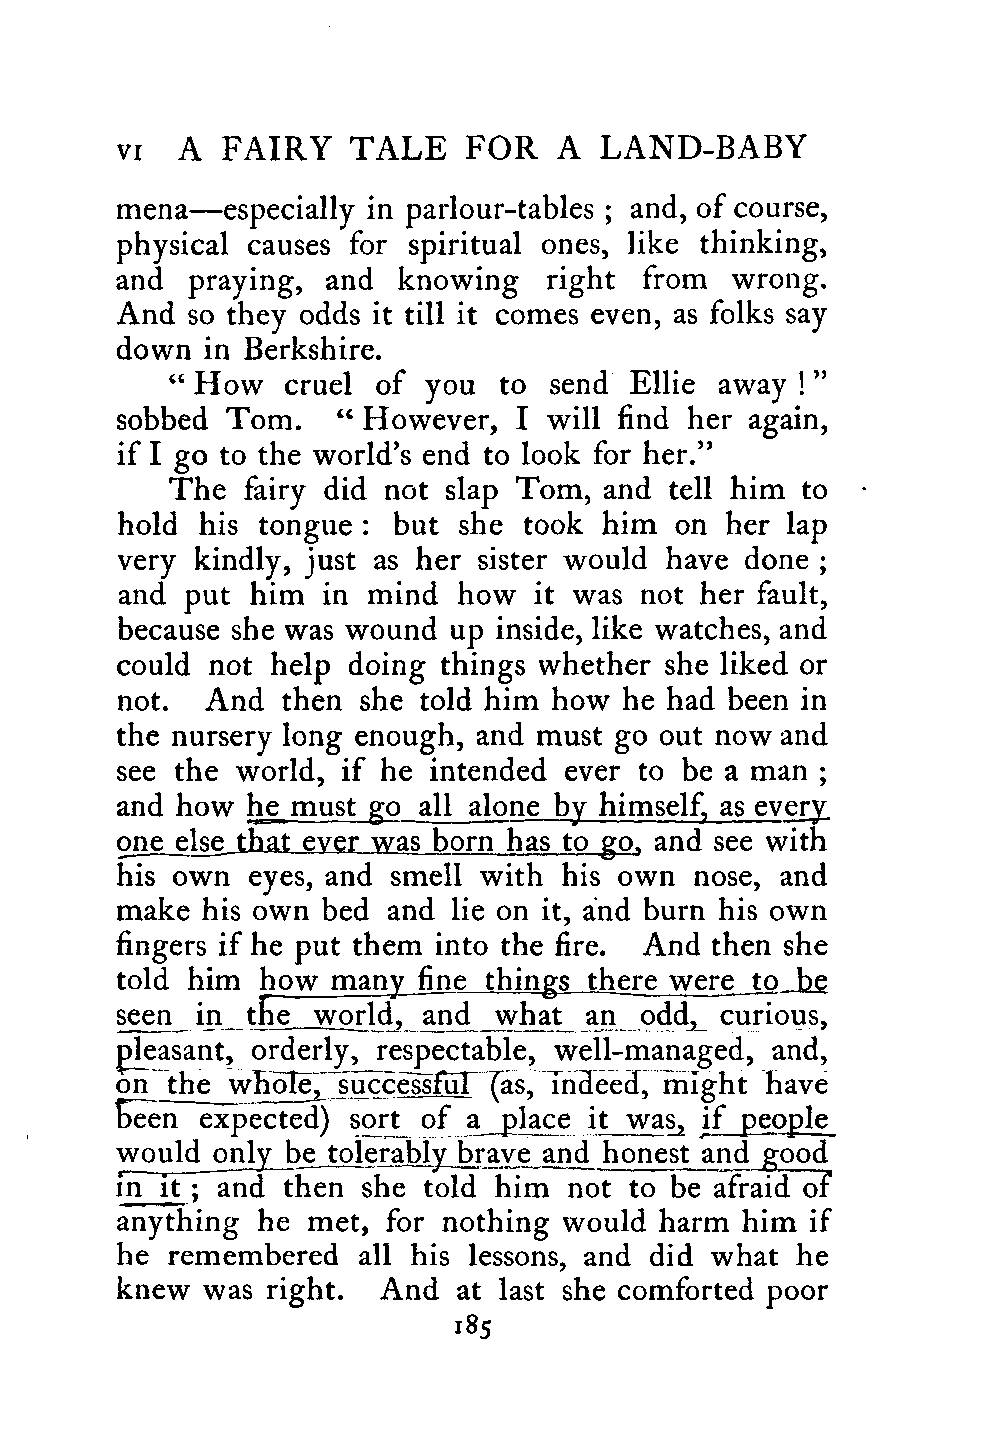 VI A FAIRY TALE FOR A LAND-BABY
mena—especially in parlour-tables ; and, of course,
physical causes for spiritual ones, like thinking,
and praying, and knowing right from wrong.
And so they odds it till it comes even, as folks say
down in Berkshire.
“ How cruel of you to send Ellie away ! ”
sobbed Tom. “ However, I will find her again,
if I go to the world’s end to look for her.”
The fairy did not slap Tom, and tell him to
hold his tongue : but she took him on her lap
very kindly, just as her sister would have done ;
and put him in mind how it was not her fault,
because she was wound up inside, like watches, and
could not help doing things whether she liked or
not. And then she told him how he had been in
the nursery long enough, and must go out now and
see the world, if he intended ever to be a man ;
and how he must go all alone by himself, as every
one else that ever was born has to go, and see with
his own eyes, and smell with his own nose, and
make his own bed and lie on it, and burn his own
fingers if he put them into the fire. And then she
told him how many fine things there were to be
seen in the world, and what an odd, curious,
pleasant, orderly, respectable, well-managed, and,
on the whole, successful (as, indeed, might have
been expected) sort of a place it was, if people
would only be tolerably brave and honest and good
in it ; and then she told him not to be afraid of
anything he met, for nothing would harm him if
he remembered all his lessons, and did what he
knew was right. And at last she comforted poor
185